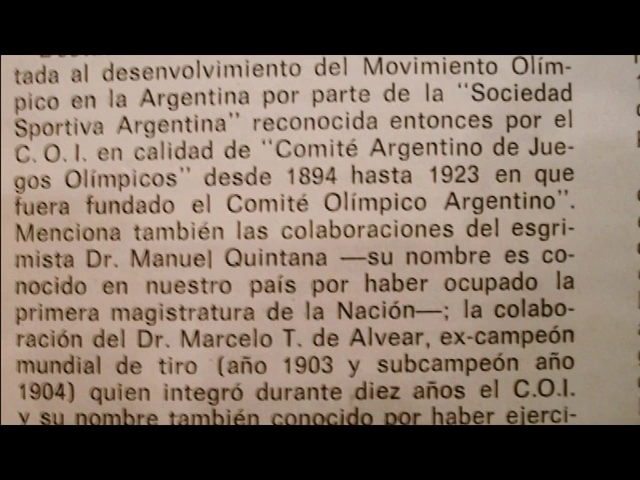 tada al desenvolvimiento del Movimiento Olím-
pico en la Argentina por parte de la "Sociedad
Sportiva Argentina" reconocida entonces por el
C. O. I. en calidad de "Comité Argentino de Jue-
gos Olímpicos" desde 1894 hasta 1923 en que
fuera fundado el Comité Olímpico Argentino".
Menciona también las colaboraciones del esgri-
mista Dr. Manuel Quintana —su nombre es co-
nocido en nuestro país por haber ocupado la
primera magistratura de la Nación—; la colabo-
ración del Dr. Marcelo T. de Alvear, ex-campeón
mundial de tiro (año 1903 y subcampeón año
1904) quien integró durante diez años el C.O.I.
y su nombre también conocido por haber ejerci-